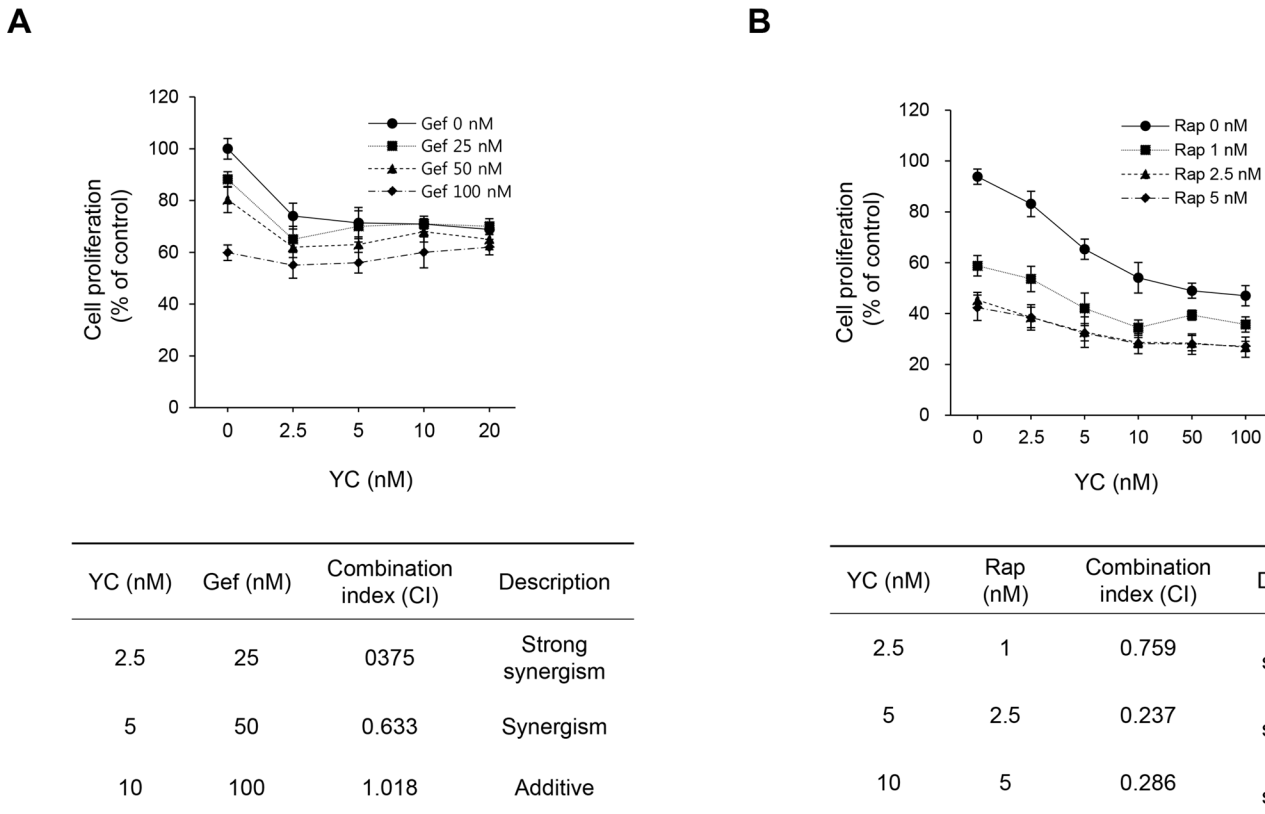 A
120
100
80
60
40
20
0
Cell proliferation
(% of control)
Gef 0 nM
Gef 25 nM
Gef 50 nM
Gef 100 nM
0 2.5 5 10 20
YC (nM)
YC (nM) Gef (nM) Combination index (CI) Description
2.5 25 0375 Strong synergism
5 50 0.633 Synergism
10 100 1.018 Additive
B
120
100
80
60
40
20
0
Cell proliferation
(% of control)
Rap 0 nM
Rap 1 nM
Rap 2.5 nM
Rap 5 nM
0 2.5 5 10 50 100
YC (nM)
YC (nM) Rap (nM) Combination index (CI)
2.5 1 0.759
5 2.5 0.237
10 5 0.286